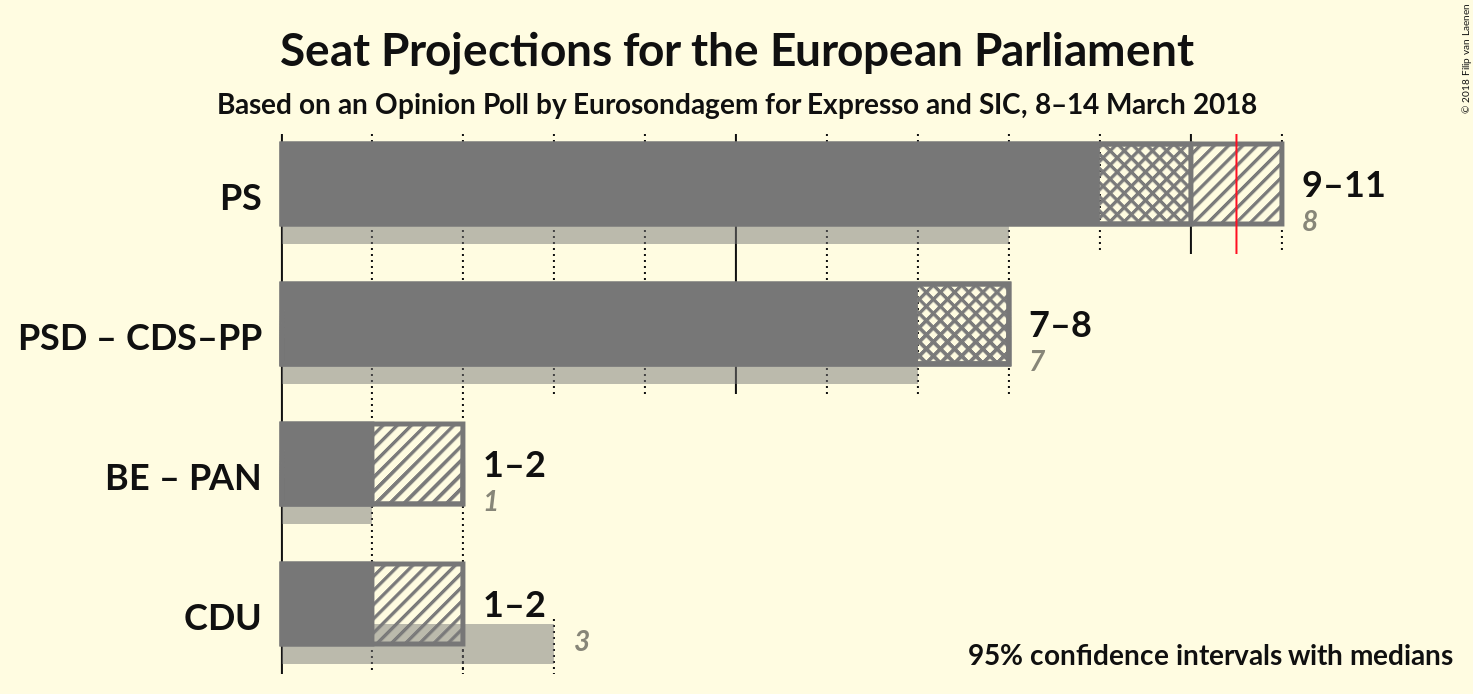 Seat Projections for the European Parliament
Based on an Opinion Poll by Eurosondagem for Expresso and SIC, 8–14 March 2018
© 2018 Filip van Laenen
PS
9–11
8
PSD – CDS–PP
7–8
7
BE – PAN
1–2
1
CDU
1–2
3
95% confidence intervals with medians